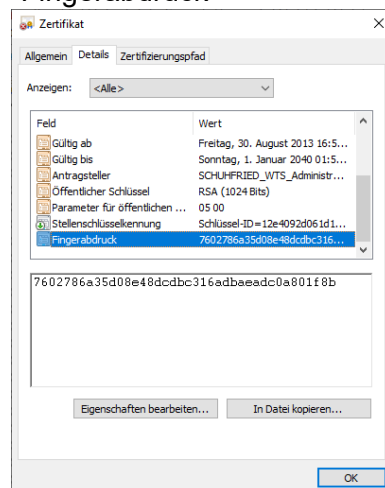 Fingerabdruck
Zertifikat
Allgemein Details Zertifizierungspfad
Anzeigen: <Alle>
Feld Wert
Gültig ab Freitag, 30. August 2013 16:5...
Gültig bis Sonntag, 1. Januar 2040 01:5...
Antragsteller SCHUHFRIED_WTS_Administr...
Öffentlicher Schlüssel RSA (1024 Bits)
Parameter für öffentlichen ... 05 00
Stellenschlüsselkennung Schlüssel-ID=12e4092d061d1...
Fingerabdruck 7602786a35d08e48dcdbc316...
7602786a35d08e48dcdbc316adbaeadc0a801f8b
Eigenschaften bearbeiten... In Datei kopieren...
OK